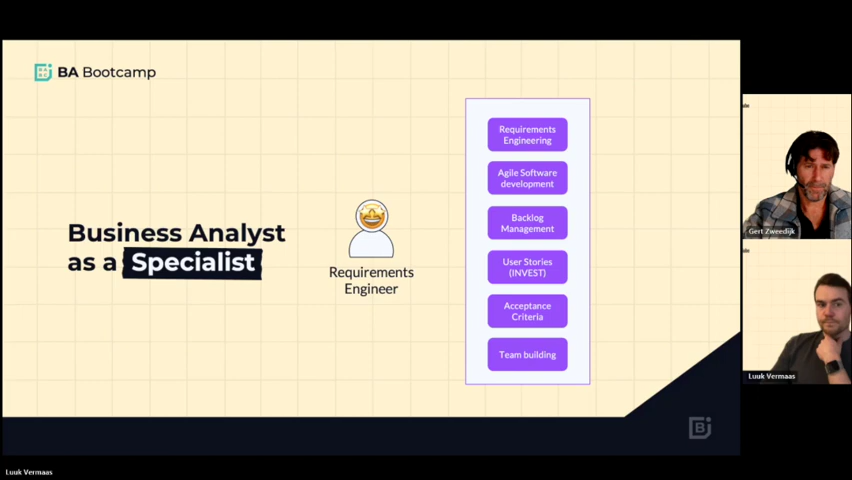 BA Bootcamp
Business Analyst
as a Specialist
Requirements
Engineer
Requirements
Engineering
Agile Software
development
Backlog
Management
User Stories
(INVEST)
Acceptance
Criteria
Team building
Gert Zweedijk
Luuk Vermaas
Luuk Vermaas